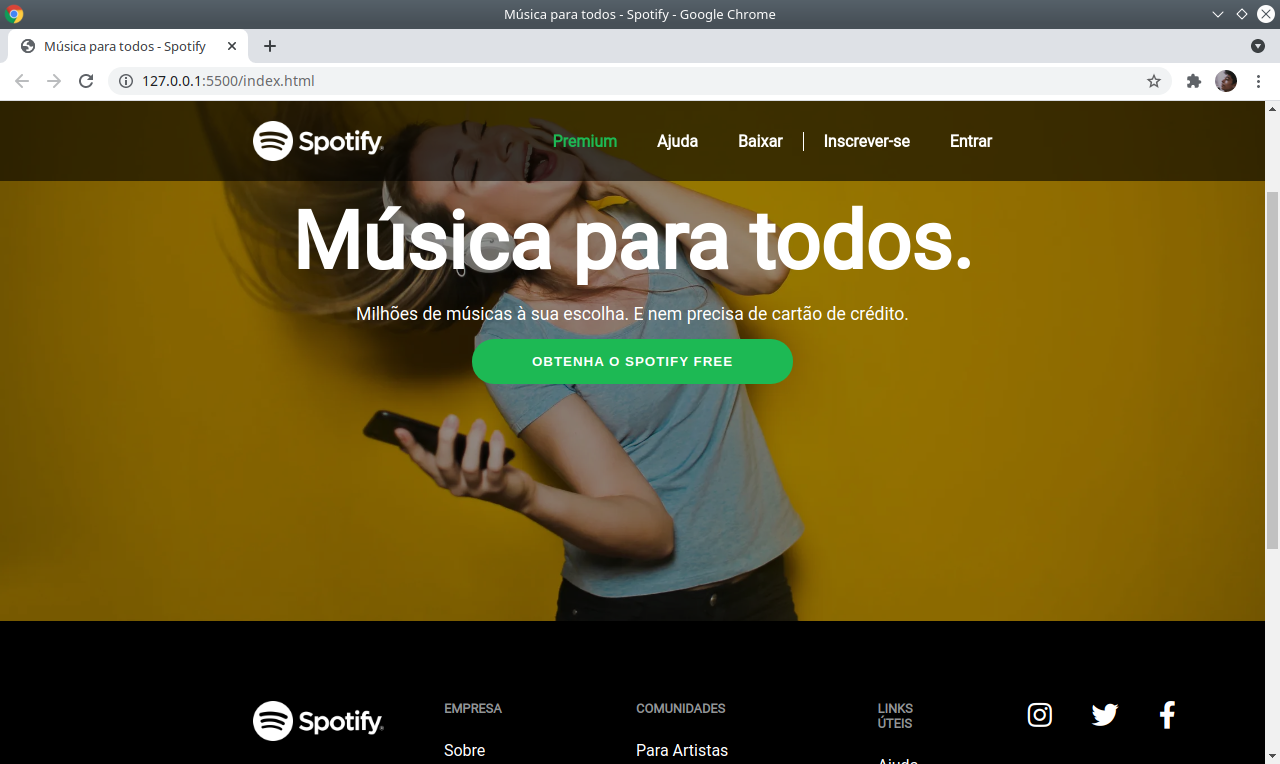 Música para todos - Spotify - Google Chrome
Música para todos - Spotify
127.0.0.1:5500/index.html
Spotify®
Premium
Ajuda
Baixar
Inscrever-se
Entrar
Música para todos.
Milhões de músicas à sua escolha. E nem precisa de cartão de crédito.
OBTENHA O SPOTIFY FREE
Spotify®
EMPRESA
COMUNIDADES
LINKS
ÚTEIS
Sobre
Para Artistas
Ajuda